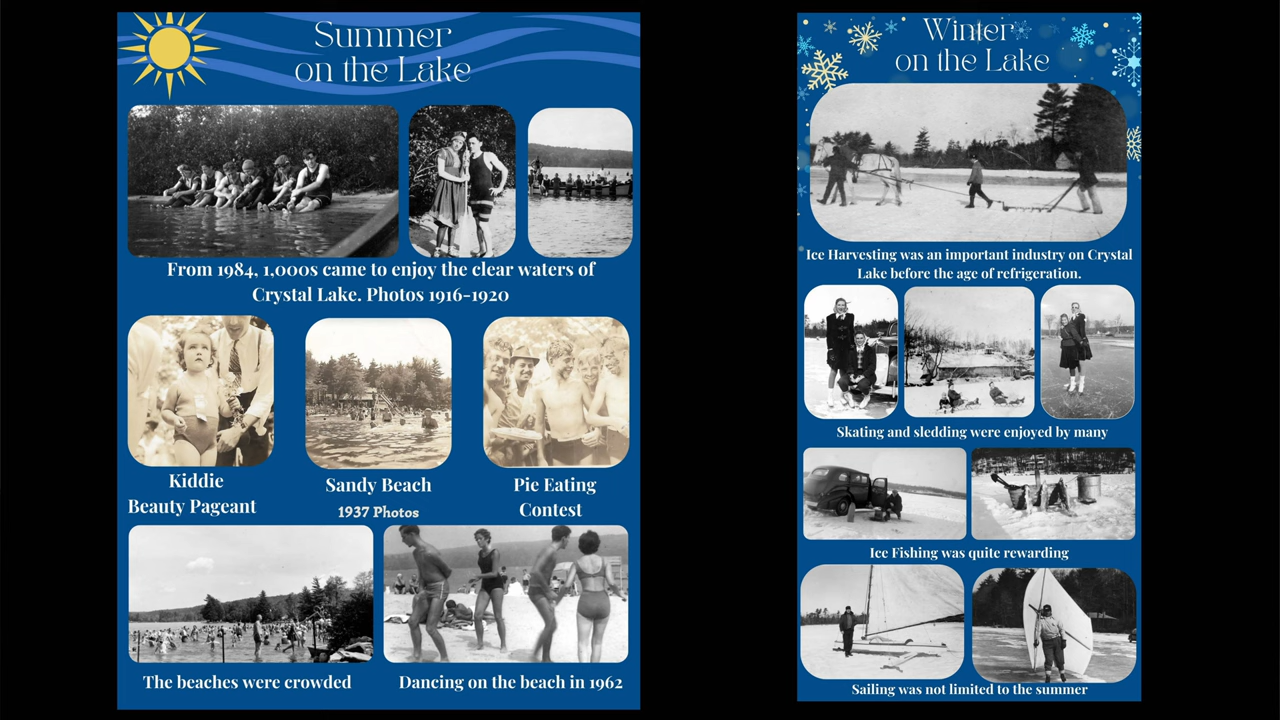 Summer
on the Lake
From 1984, 1,000s came to enjoy the clear waters of
Crystal Lake. Photos 1916-1920
Kiddie
Beauty Pageant
Sandy Beach
1937 Photos
Pie Eating
Contest
The beaches were crowded
Dancing on the beach in 1962
Winter
on the Lake
Ice Harvesting was an important industry on Crystal
Lake before the age of refrigeration.
Skating and sledding were enjoyed by many
Ice Fishing was quite rewarding
Sailing was not limited to the summer